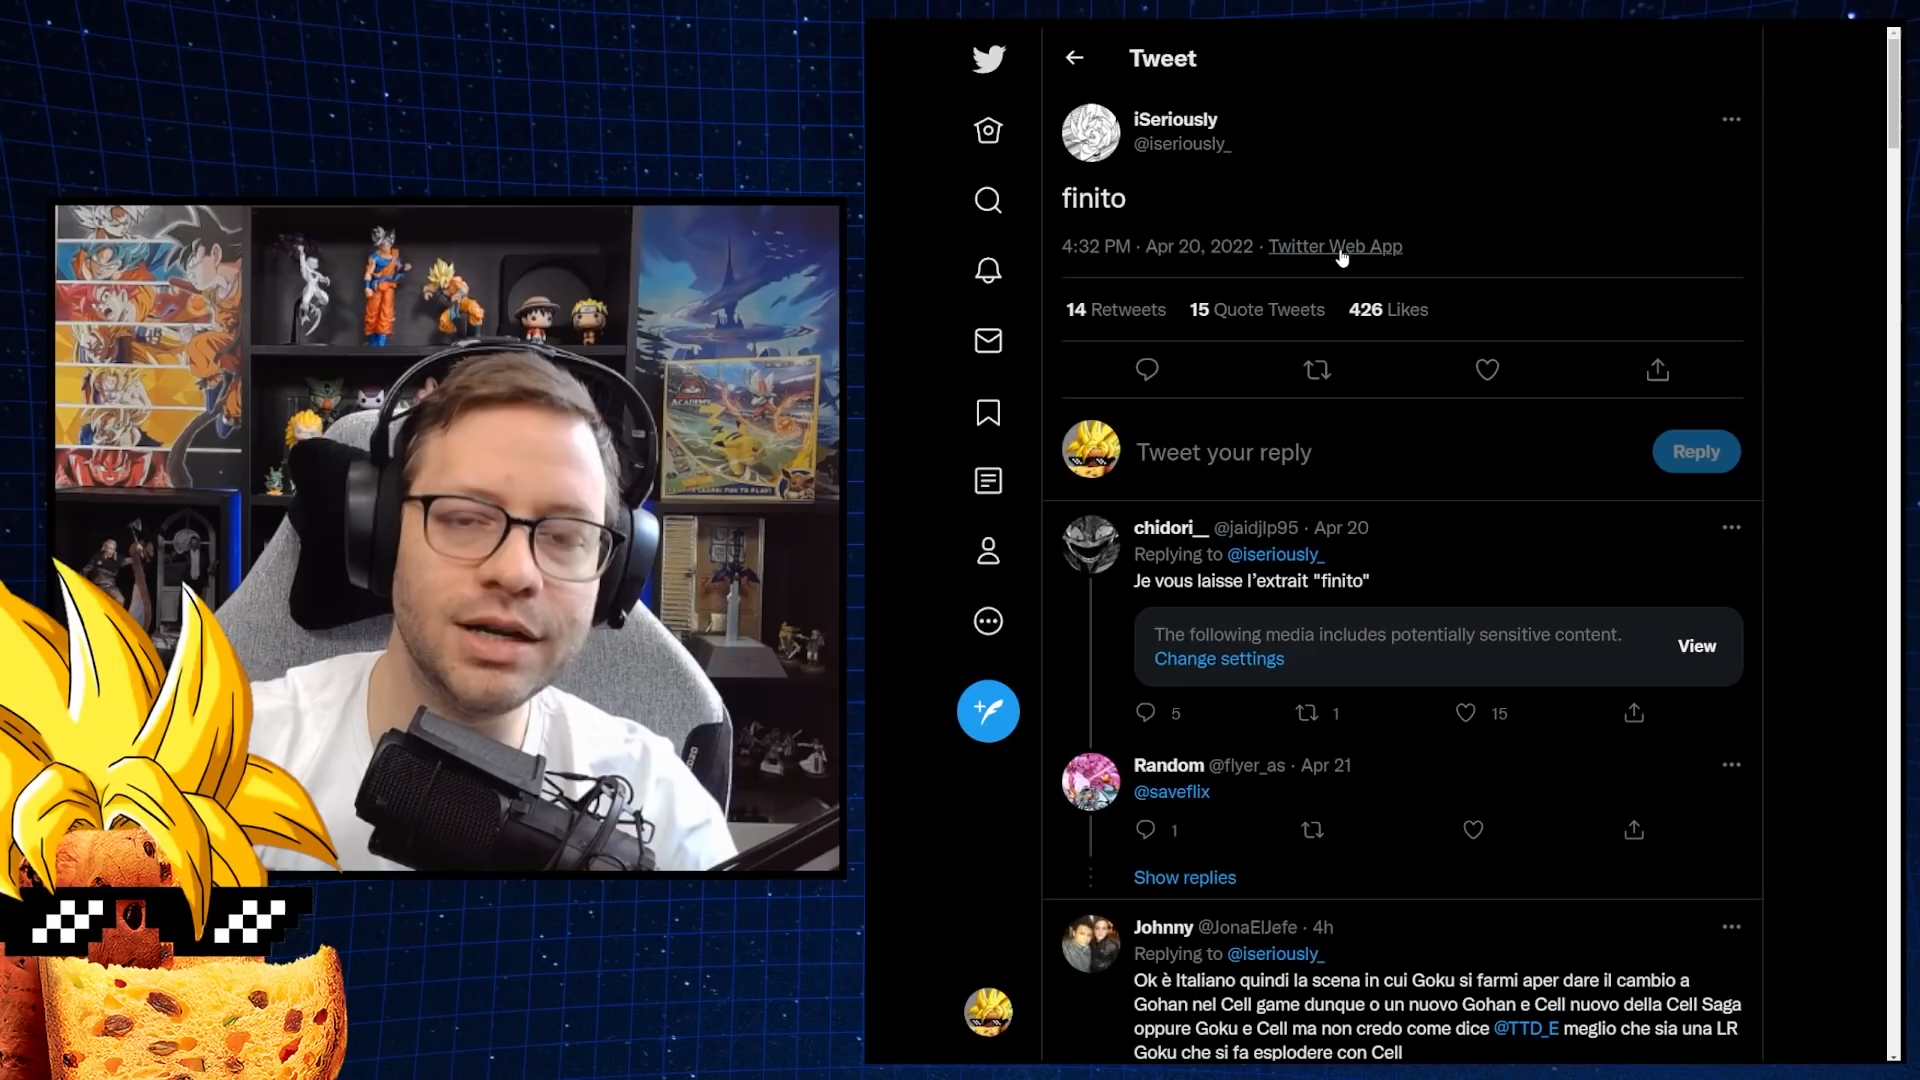 Tweet
iSeriously
@iseriously_
finito
4:32 PM · Apr 20, 2022 · Twitter Web App
14 Retweets 15 Quote Tweets 426 Likes
Tweet your reply
Reply
chidori__ @jaidjlp95 · Apr 20
Replying to @iseriously_
Je vous laisse l'extrait "finito"
The following media includes potentially sensitive content.
Change settings
View
5 1 15
Random @flyer_as · Apr 21
@saveflix
1
Show replies
Johnny @JonaElJefe · 4h
Replying to @iseriously_
Ok è Italiano quindi la scena in cui Goku si farmi aper dare il cambio a
Gohan nel Cell game dunque o un nuovo Gohan e Cell nuovo della Cell Saga
oppure Goku e Cell ma non credo come dice @TTD_E meglio che sia una LR
Goku che si fa esplodere con Cell
ACADEMY